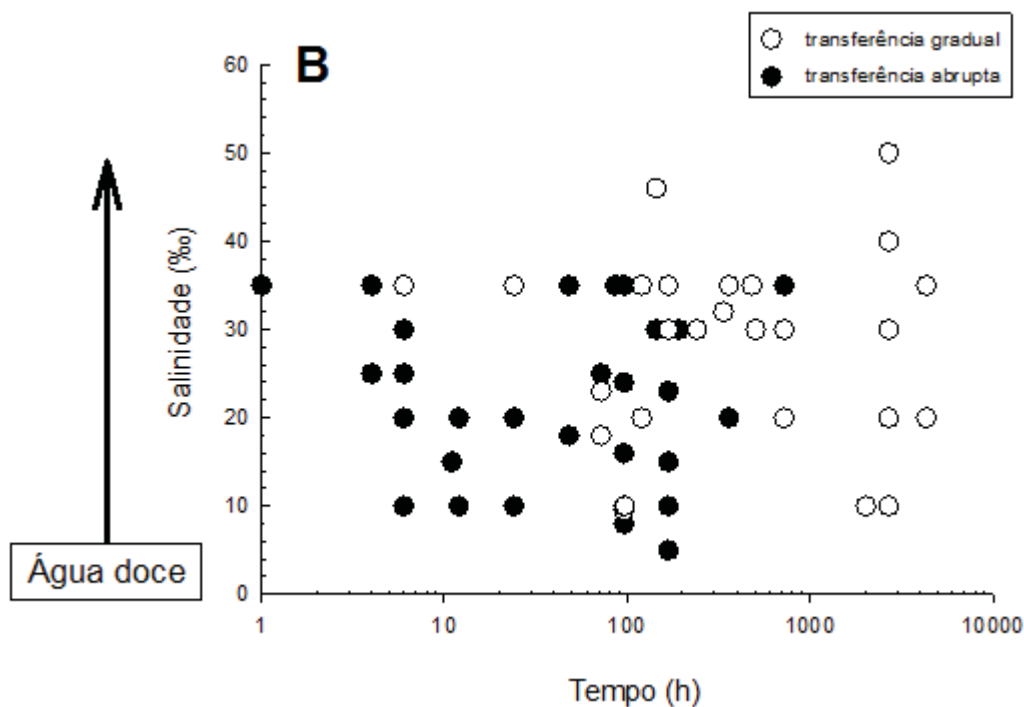 B
transferência gradual
transferência abrupta
60
50
40
30
20
10
0
Salinidade (‰)
Água doce
1 10 100 1000 10000
Tempo (h)